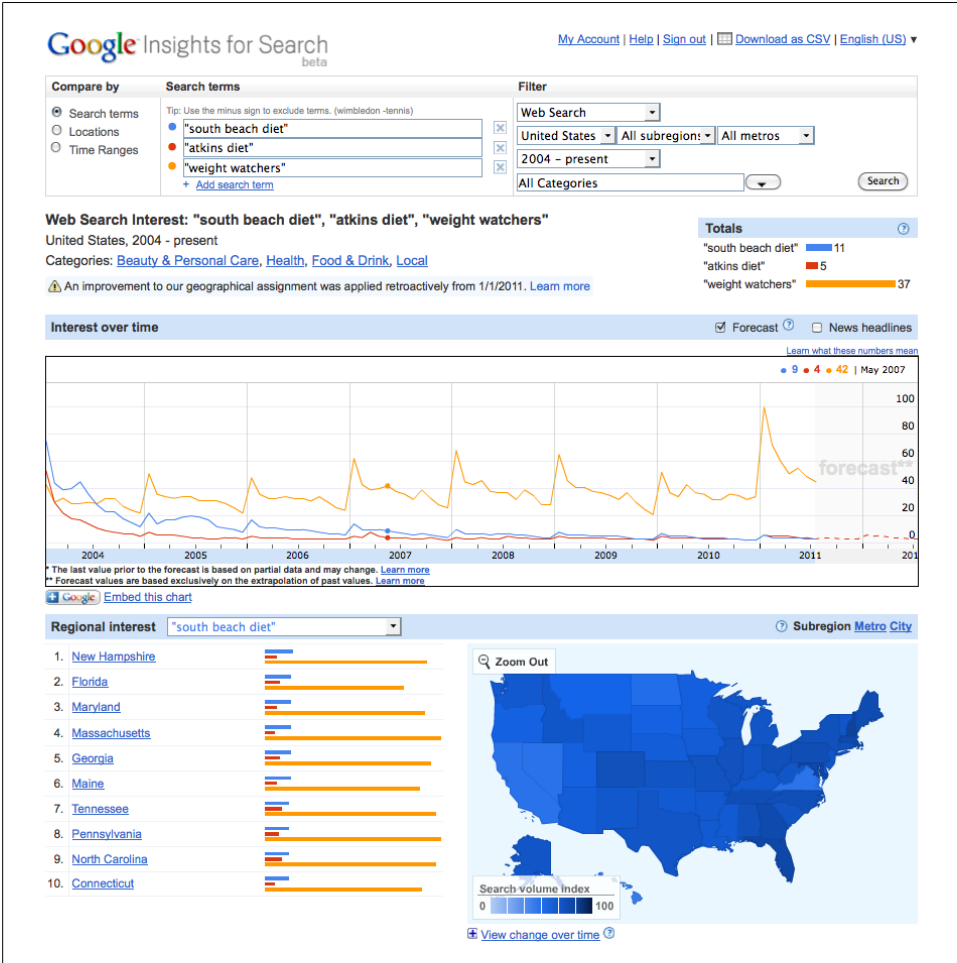 Google Insights for Search
beta
My Account | Help | Sign out | Download as CSV | English (US) ▼
Compare by
Search terms
Filter
Search terms
Locations
Time Ranges
Tip: Use the minus sign to exclude terms. (wimbledon -tennis)
"south beach diet"
"atkins diet"
"weight watchers"
+ Add search term
Web Search
United States
All subregions
All metros
2004 - present
All Categories
Search
Web Search Interest: "south beach diet", "atkins diet", "weight watchers"
United States, 2004 - present
Categories: Beauty & Personal Care, Health, Food & Drink, Local
An improvement to our geographical assignment was applied retroactively from 1/1/2011. Learn more
Totals ?
"south beach diet" 11
"atkins diet" 5
"weight watchers" 37
Interest over time
Forecast ?
News headlines
Learn what these numbers mean
9 4 42 | May 2007
100
80
60
forecast**
40
20
0
2004 2005 2006 2007 2008 2009 2010 2011 201
* The last value prior to the forecast is based on partial data and may change. Learn more
** Forecast values are based exclusively on the extrapolation of past values. Learn more
+ Google Embed this chart
Regional interest
"south beach diet"
? Subregion Metro City
1. New Hampshire
2. Florida
3. Maryland
4. Massachusetts
5. Georgia
6. Maine
7. Tennessee
8. Pennsylvania
9. North Carolina
10. Connecticut
Zoom Out
Search volume index
0 100
+ View change over time ?